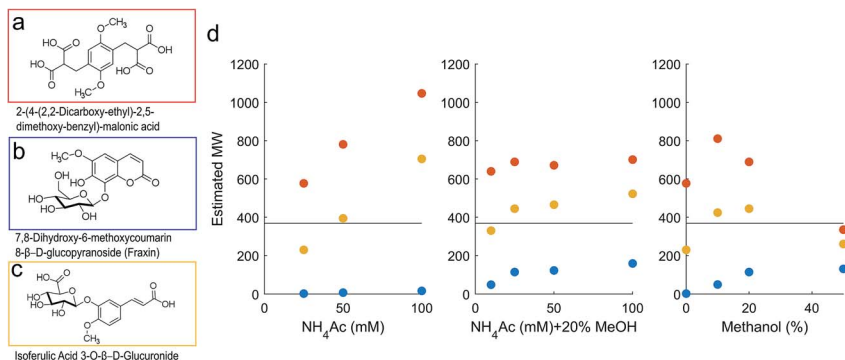 a
O
OCH₃
O
HO
OH
HO
OH
O
OCH₃
O
2-(4-(2,2-Dicarboxy-ethyl)-2,5-
dimethoxy-benzyl)-malonic acid
b
H₃C
O
HO
O
O
OH
O
HO
O
HO
OH
7,8-Dihydroxy-6-methoxycoumarin
8-β–D-glucopyranoside (Fraxin)
c
HO
O
O
HO
O
OH
HO
OH
O
CH₃
Isoferulic Acid 3-O-β–D-Glucuronide
d
Estimated MW
1200
1000
800
600
400
200
0
0
50
100
NH₄Ac (mM)
1200
1000
800
600
400
200
0
0
50
100
NH₄Ac (mM)+20% MeOH
1200
1000
800
600
400
200
0
0
20
40
Methanol (%)